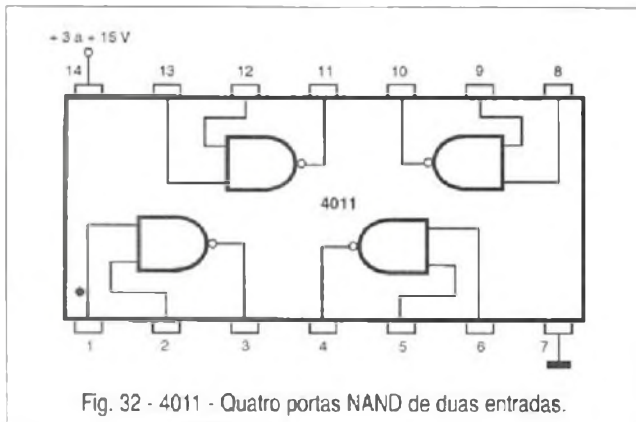 + 3 a + 15 V
14 13 12 11 10 9 8
4011
1 2 3 4 5 6 7
Fig. 32 - 4011 - Quatro portas NAND de duas entradas.